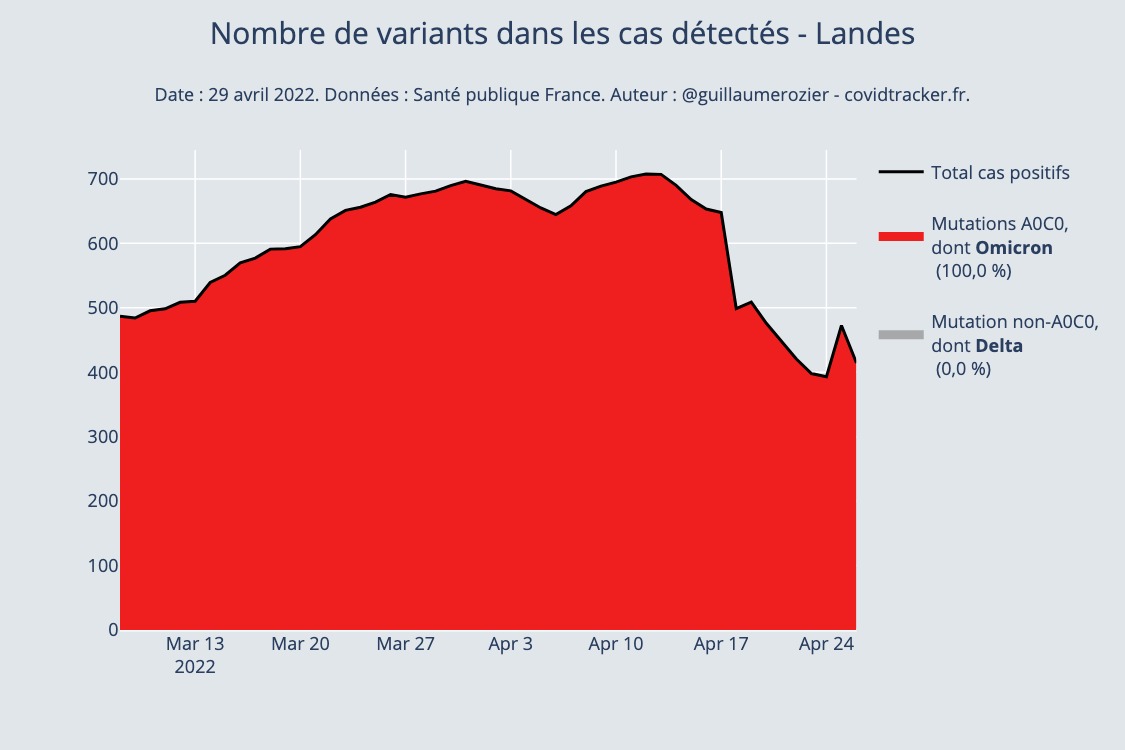 Nombre de variants dans les cas détectés - Landes
Date : 29 avril 2022. Données : Santé publique France. Auteur : @guillaumerozier - covidtracker.fr.
700
600
500
400
300
200
100
0
Mar 13
2022
Mar 20
Mar 27
Apr 3
Apr 10
Apr 17
Apr 24
Total cas positifs
Mutations A0C0,
dont Omicron
(100,0 %)
Mutation non-A0C0,
dont Delta
(0,0 %)